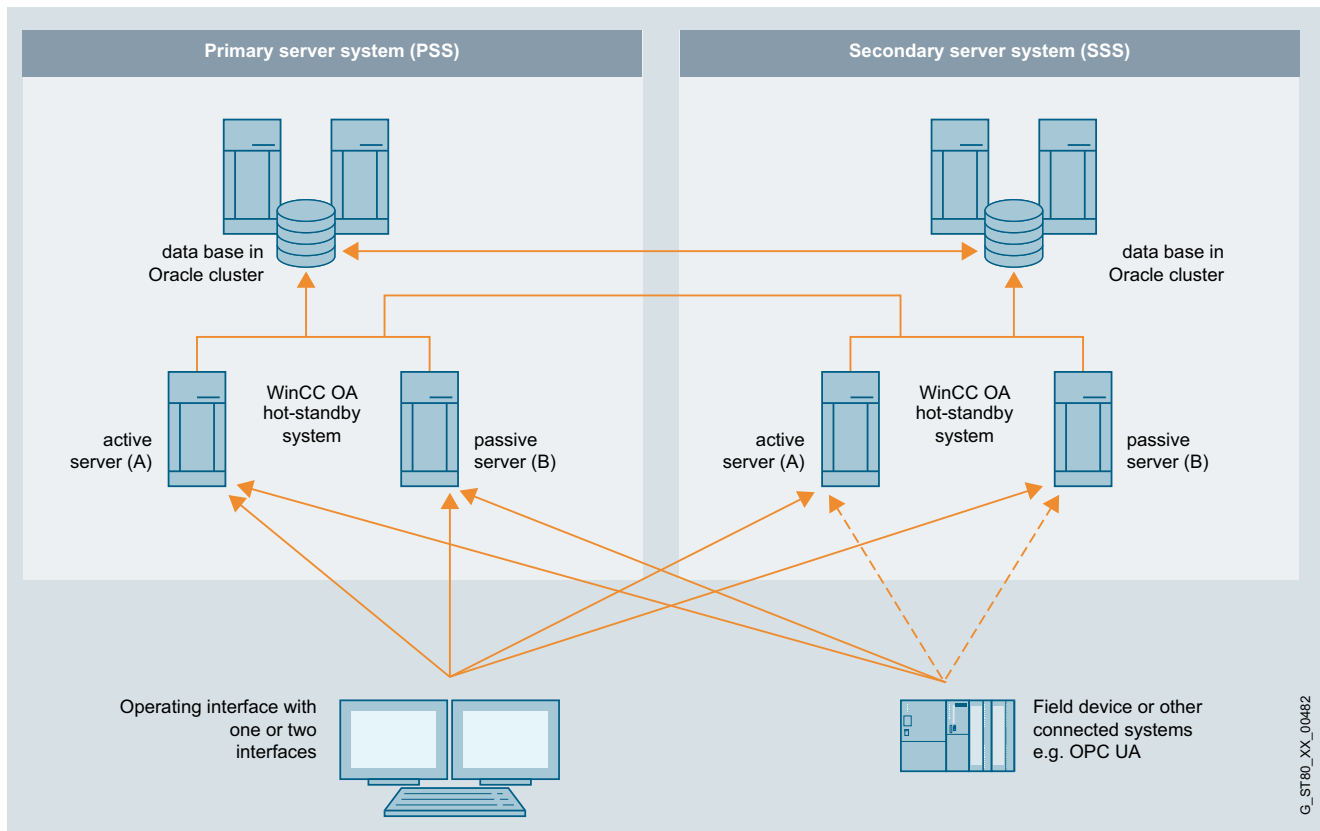 Primary server system (PSS)
Secondary server system (SSS)
data base in
Oracle cluster
data base in
Oracle cluster
WinCC OA
hot-standby
system
active
server (A)
passive
server (B)
WinCC OA
hot-standby
system
active
server (A)
passive
server (B)
Operating interface with
one or two
interfaces
Field device or other
connected systems
e.g. OPC UA
G_ST80_XX_00482